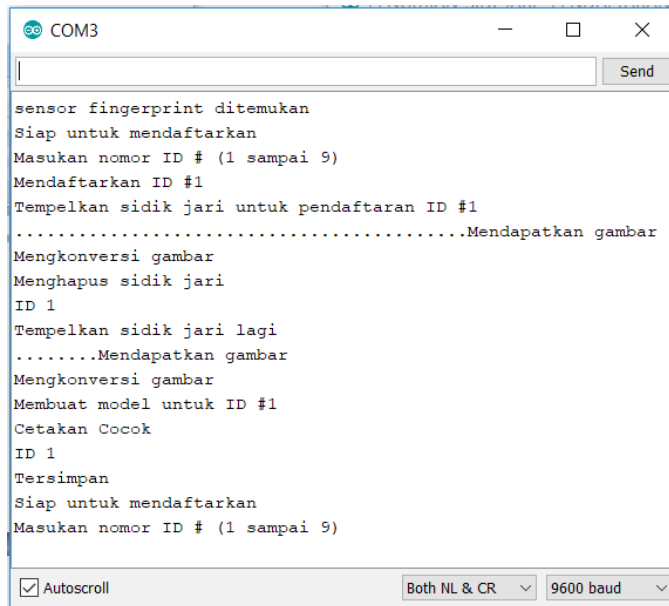 COM3
Send
sensor fingerprint ditemukan
Siap untuk mendaftarkan
Masukan nomor ID # (1 sampai 9)
Mendaftarkan ID #1
Tempelkan sidik jari untuk pendaftaran ID #1
...........................................Mendapatkan gambar
Mengkonversi gambar
Menghapus sidik jari
ID 1
Tempelkan sidik jari lagi
........Mendapatkan gambar
Mengkonversi gambar
Membuat model untuk ID #1
Cetakan Cocok
ID 1
Tersimpan
Siap untuk mendaftarkan
Masukan nomor ID # (1 sampai 9)
Autoscroll Both NL & CR 9600 baud